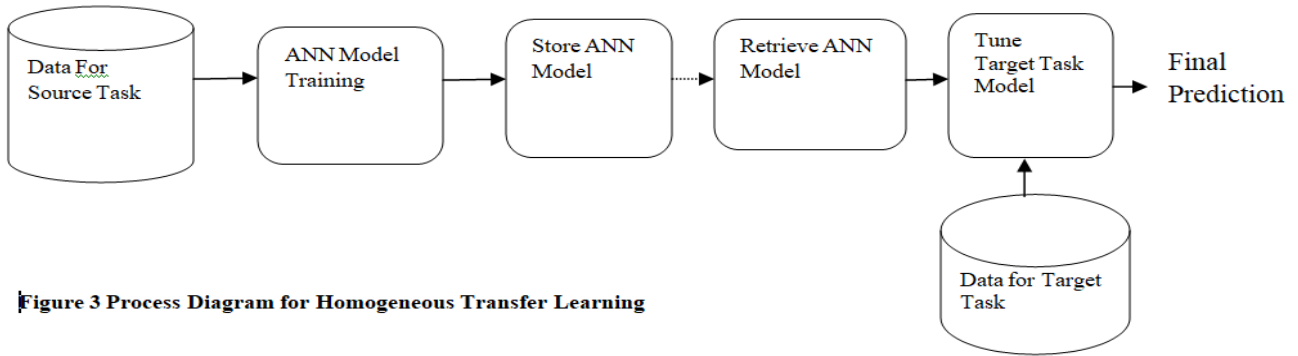 Data For
Source Task
ANN Model
Training
Store ANN
Model
Retrieve ANN
Model
Tune
Target Task
Model
Final
Prediction
Data for Target
Task
Figure 3 Process Diagram for Homogeneous Transfer Learning